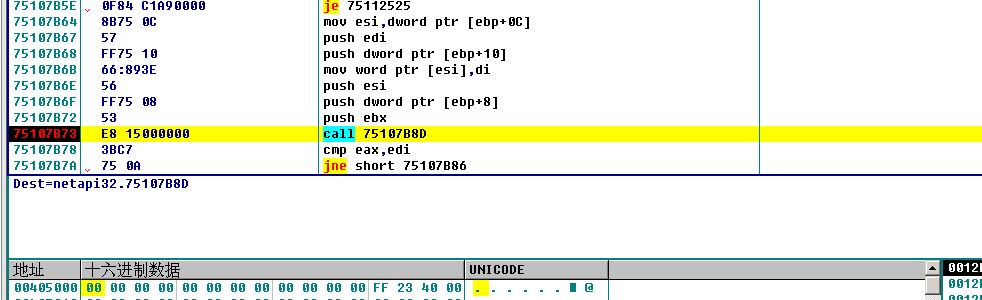 75107B5E 0F84 C1A90000 je 75112525
75107B64 8B75 0C mov esi,dword ptr [ebp+0C]
75107B67 57 push edi
75107B68 FF75 10 push dword ptr [ebp+10]
75107B6B 66:893E mov word ptr [esi],di
75107B6E 56 push esi
75107B6F FF75 08 push dword ptr [ebp+8]
75107B72 53 push ebx
75107B73 E8 15000000 call 75107B8D
75107B78 3BC7 cmp eax,edi
75107B7A 75 0A jne short 75107B86
Dest=netapi32.75107B8D
地址 十六进制数据 UNICODE
00405000 00 00 00 00 00 00 00 00 00 00 00 00 FF 23 40 00 . . . . . . @